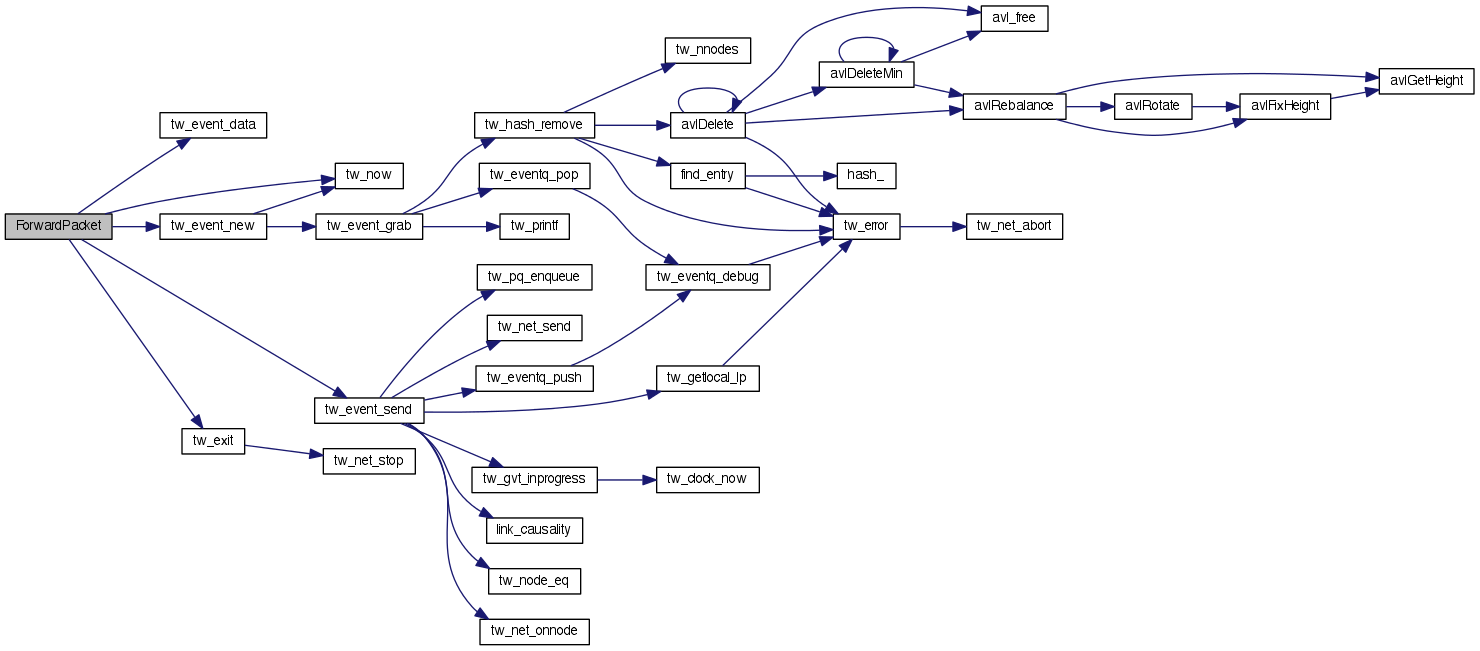 avl_free
tw_nnodes
avlDeleteMin
avlGetHeight
avlRebalance
avlRotate
avlFixHeight
tw_event_data
tw_hash_remove
avlDelete
tw_now
tw_eventq_pop
find_entry
hash_
ForwardPacket
tw_event_new
tw_event_grab
tw_printf
tw_error
tw_net_abort
tw_pq_enqueue
tw_eventq_debug
tw_net_send
tw_eventq_push
tw_getlocal_lp
tw_event_send
tw_exit
tw_net_stop
tw_gvt_inprogress
tw_clock_now
link_causality
tw_node_eq
tw_net_onnode